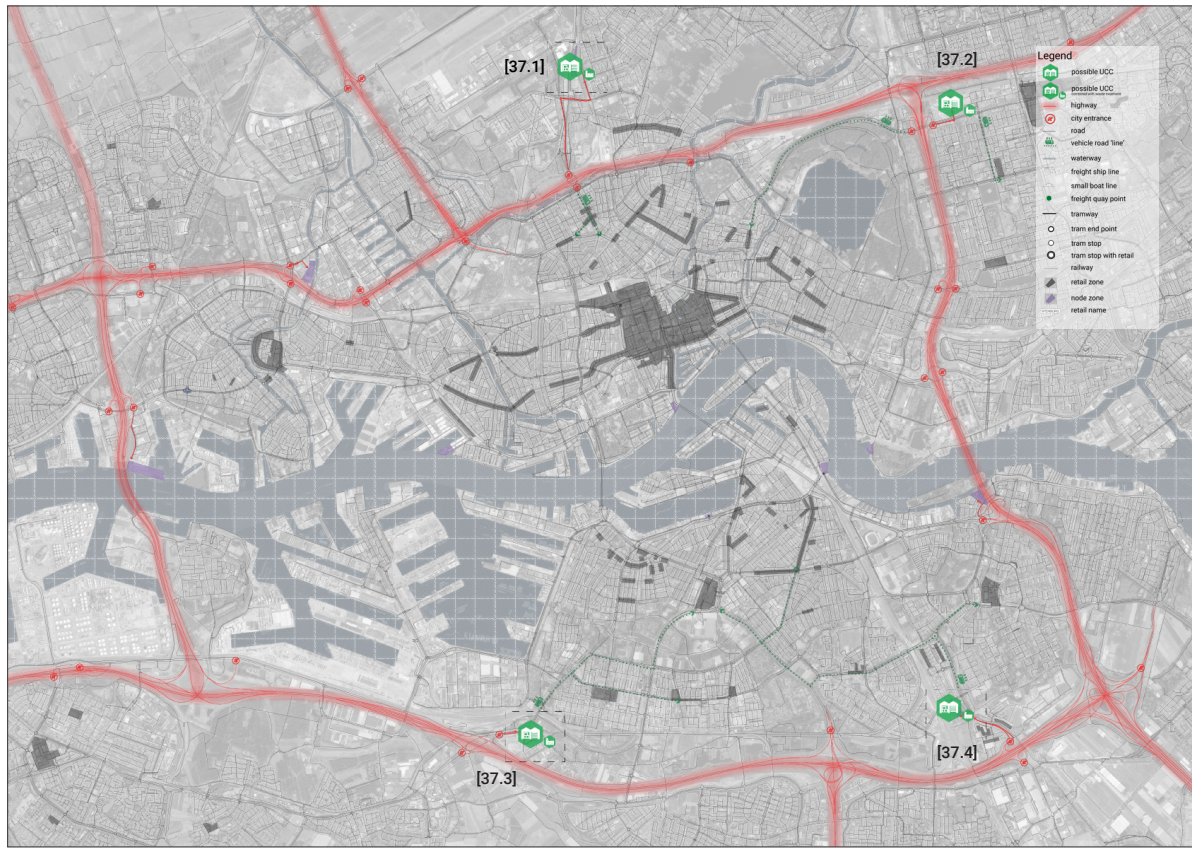 [37.1]
[37.2]
Legend
possible UCC
possible UCC
highway
city entrance
road
vehicle road 'line'
waterway
freight ship line
small boat line
freight quay point
tramway
tram end point
tram stop
tram stop with retail
railway
retail zone
node zone
retail name
[37.3]
[37.4]